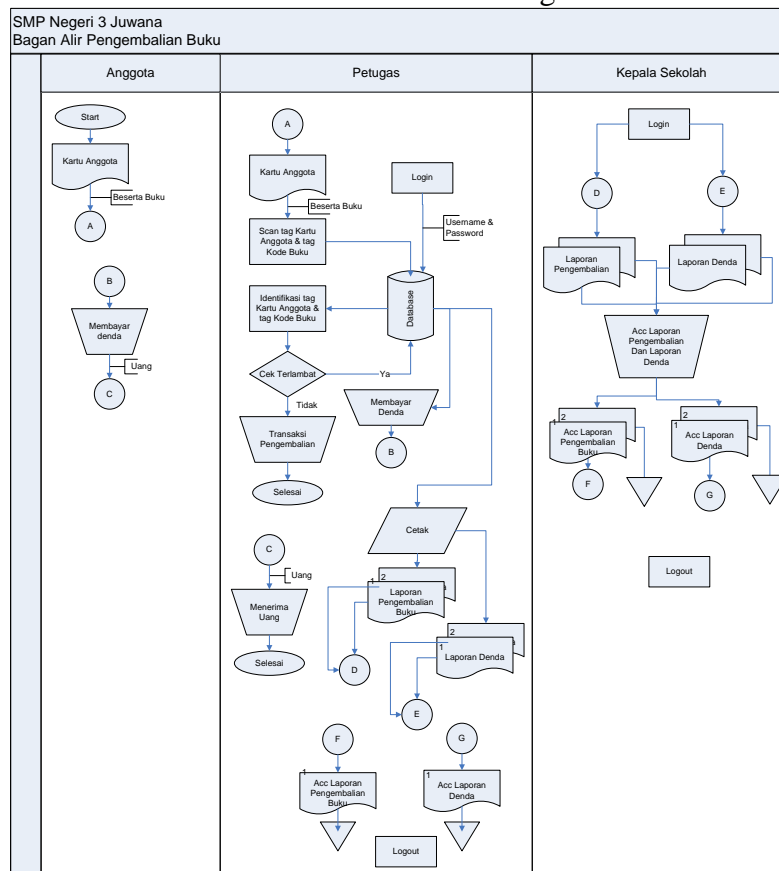 SMP Negeri 3 Juwana
Bagan Alir Pengembalian Buku
Anggota
Petugas
Kepala Sekolah
Start
Kartu Anggota
Beserta Buku
A
B
Membayar
denda
Uang
C
A
Kartu Anggota
Beserta Buku
Scan tag Kartu
Anggota & tag
Kode Buku
Login
Username &
Password
Database
Identifikasi tag
Kartu Anggota &
tag Kode Buku
Cek Terlambat
Ya
Tidak
Transaksi
Pengembalian
Selesai
Membayar
Denda
B
Cetak
C
Uang
Menerima
Uang
Selesai
2
1
Laporan
Pengembalian
Buku
D
2
1
Laporan Denda
E
F
1
Acc Laporan
Pengembalian
Buku
G
1
Acc Laporan
Denda
Logout
Login
D
E
Laporan
Pengembalian
Laporan Denda
Acc Laporan
Pengembalian
Dan Laporan
Denda
2
1
Acc Laporan
Pengembalian
Buku
F
2
1
Acc Laporan
Denda
G
Logout